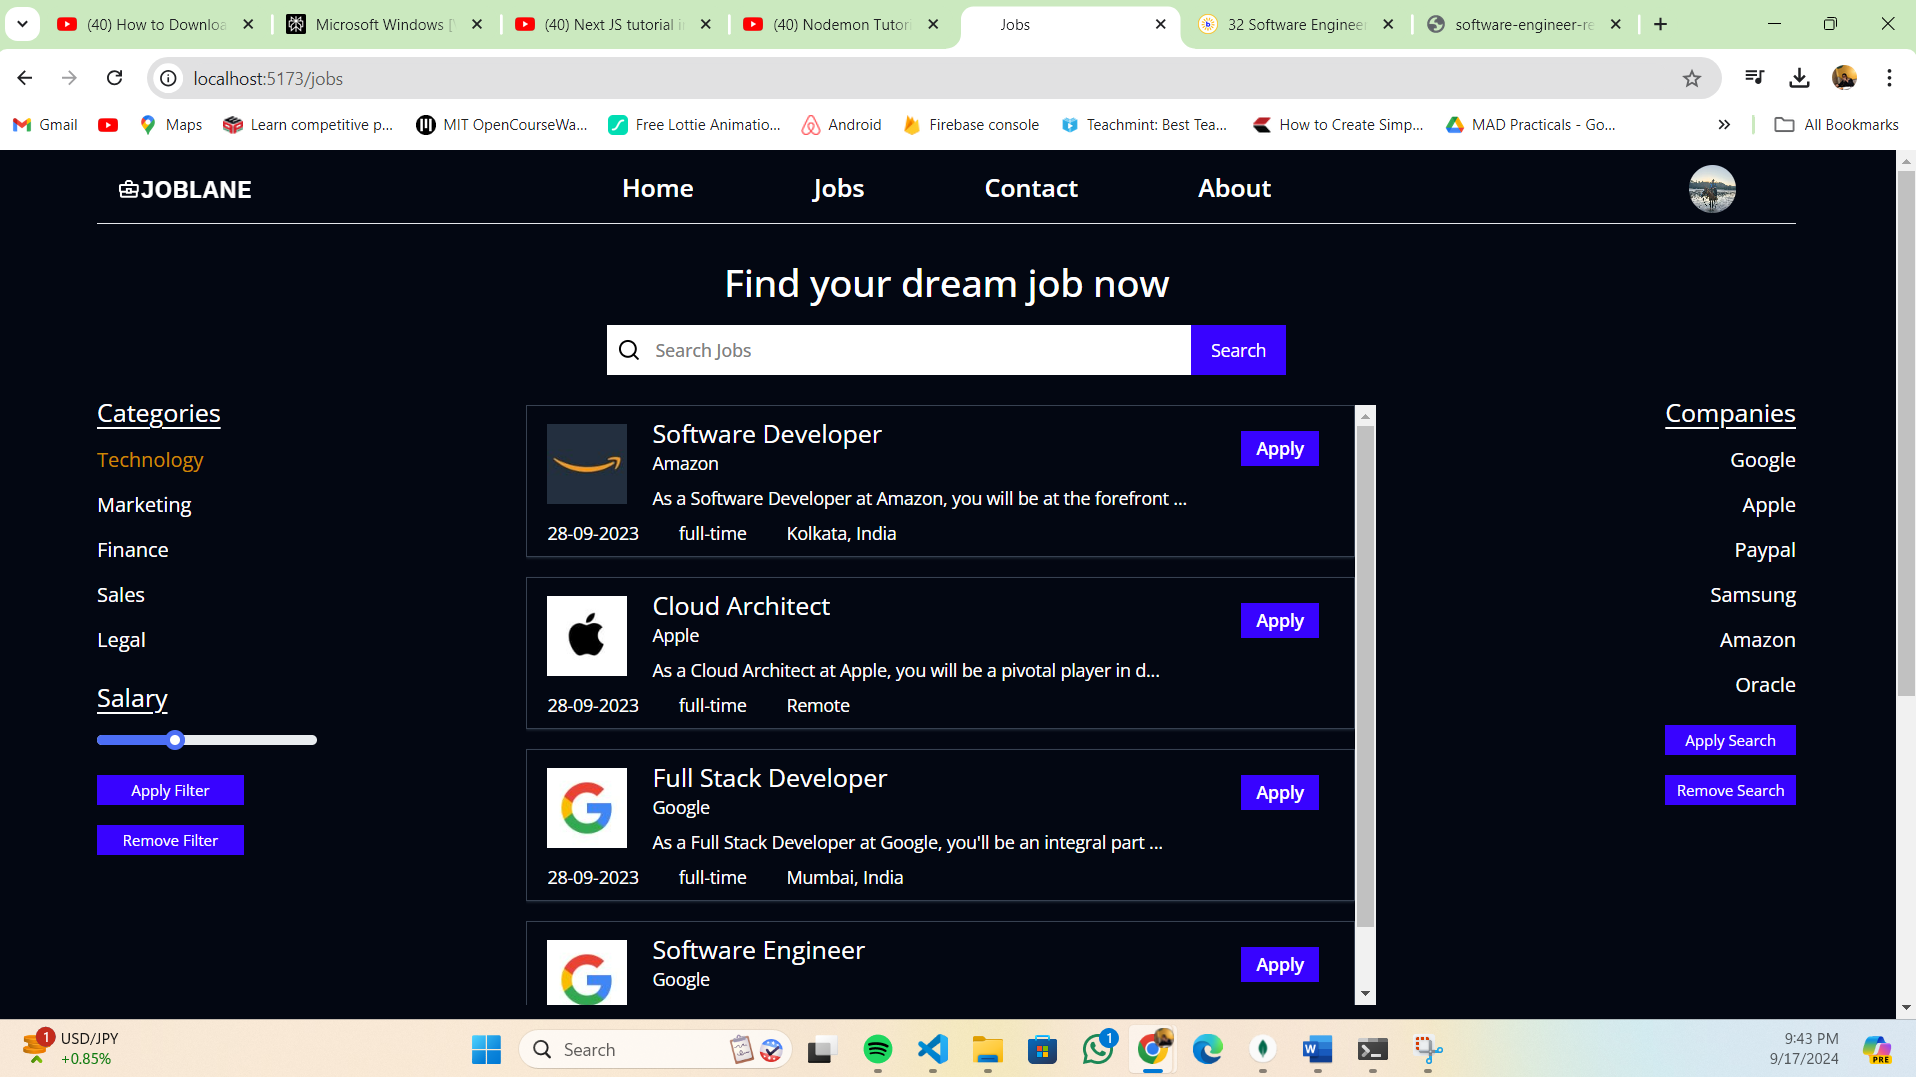 (40) How to Downloa
Microsoft Windows [
(40) Next JS tutorial i
(40) Nodemon Tutori
Jobs
32 Software Engineer
software-engineer-re
localhost:5173/jobs
Gmail
Maps
Learn competitive p...
MIT OpenCourseWa...
Free Lottie Animatio...
Android
Firebase console
Teachmint: Best Tea...
How to Create Simp...
MAD Practicals - Go...
All Bookmarks
JOBLANE
Home
Jobs
Contact
About
Find your dream job now
Search Jobs
Search
Categories
Technology
Marketing
Finance
Sales
Legal
Salary
Apply Filter
Remove Filter
Software Developer
Amazon
As a Software Developer at Amazon, you will be at the forefront ...
28-09-2023 full-time Kolkata, India
Apply
Cloud Architect
Apple
As a Cloud Architect at Apple, you will be a pivotal player in d...
28-09-2023 full-time Remote
Apply
Full Stack Developer
Google
As a Full Stack Developer at Google, you'll be an integral part ...
28-09-2023 full-time Mumbai, India
Apply
Software Engineer
Google
Apply
Companies
Google
Apple
Paypal
Samsung
Amazon
Oracle
Apply Search
Remove Search
1
USD/JPY
+0.85%
Search
1
9:43 PM
9/17/2024
PRE